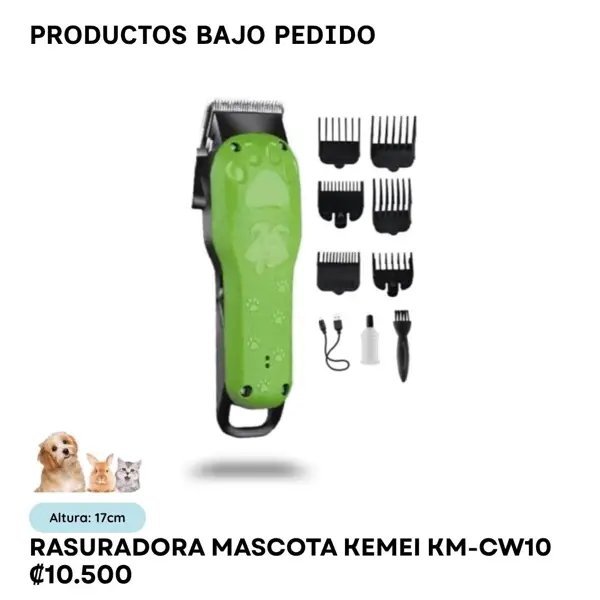 PRODUCTOS BAJO PEDIDO
Altura: 17cm
RASURADORA MASCOTA KEMEI KM-CW10
₡10.500